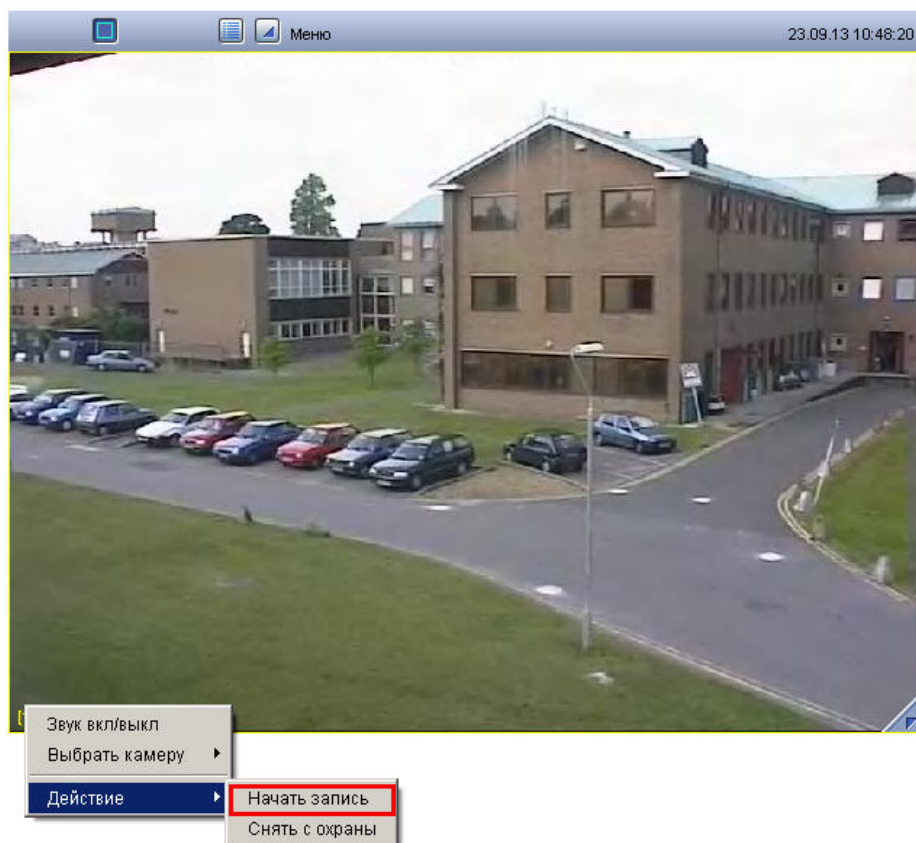 Меню
23.09.13 10:48:20
Звук вкл/выкл
Выбрать камеру
Действие
Начать запись
Снять с охраны